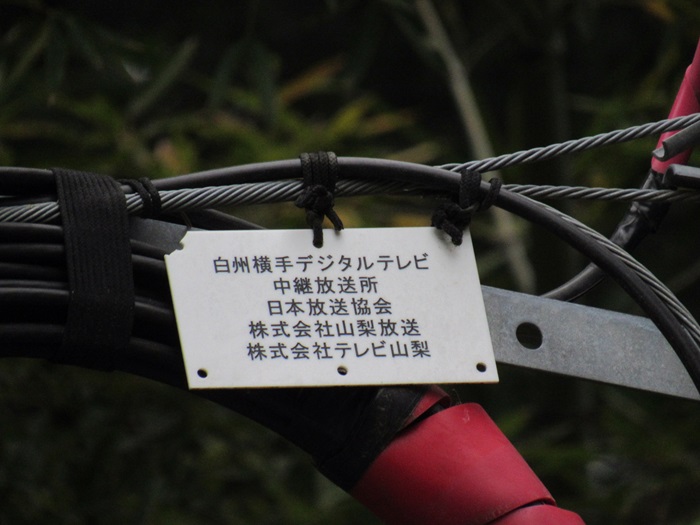 白州横手デジタルテレビ
中継放送所
日本放送協会
株式会社山梨放送
株式会社テレビ山梨